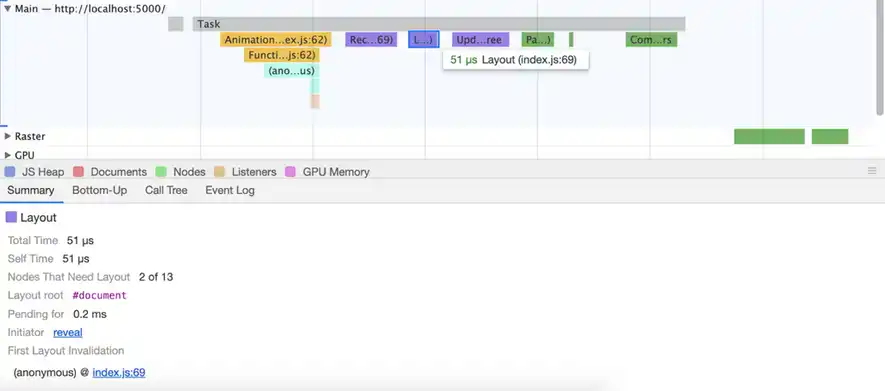 Main — http://localhost:5000/
Task
Animation...ex.js:62)
Rec...69)
L...)
Upd...ree
Pa...)
Com...rs
Functi...js:62)
51 μs Layout (index.js:69)
(ano...us)
Raster
GPU
JS Heap Documents Nodes Listeners GPU Memory
Summary Bottom-Up Call Tree Event Log
Layout
Total Time 51 μs
Self Time 51 μs
Nodes That Need Layout 2 of 13
Layout root #document
Pending for 0.2 ms
Initiator reveal
First Layout Invalidation
(anonymous) @ index.js:69